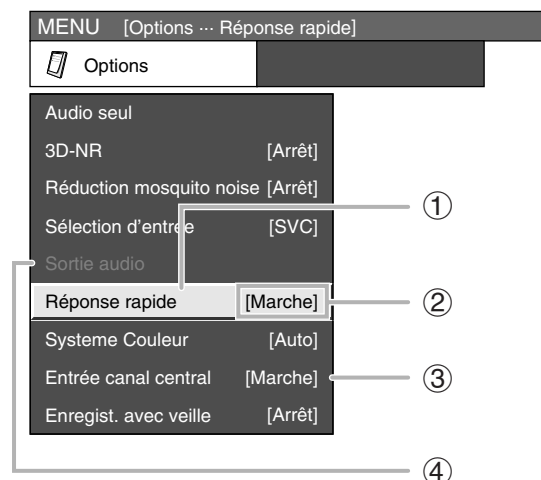 MENU [Options ··· Réponse rapide]
Options
Audio seul
3D-NR [Arrêt]
Réduction mosquito noise [Arrêt]
①
Sélection d'entrée [SVC]
Sortie audio
Réponse rapide [Marche] ②
Systeme Couleur [Auto]
Entrée canal central [Marche] ③
Enregist. avec veille [Arrêt]
④